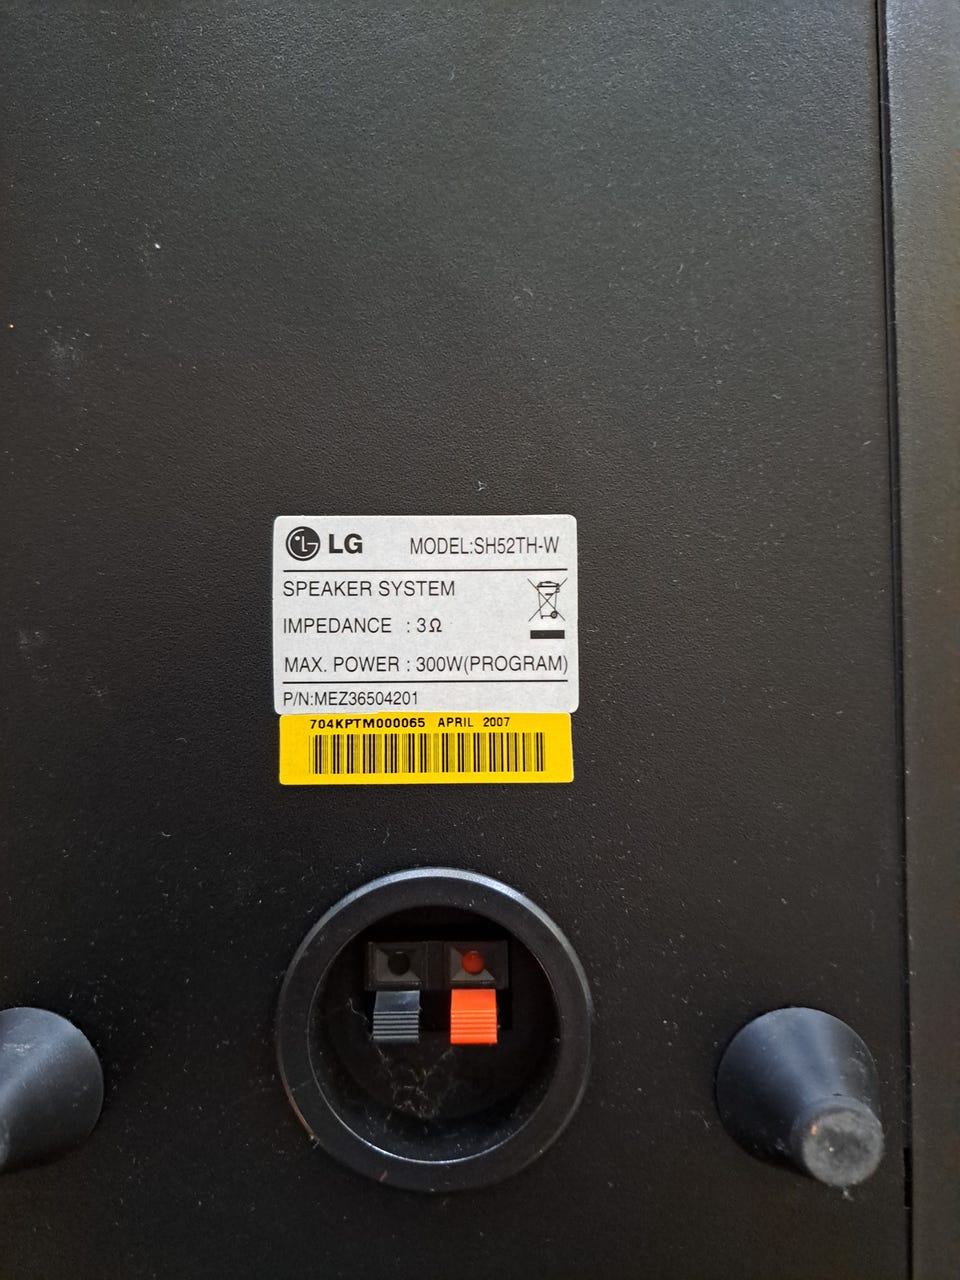 LG MODEL:SH52TH-W
SPEAKER SYSTEM
IMPEDANCE : 3Ω
MAX. POWER : 300W(PROGRAM)
P/N:MEZ36504201
704KPTM000065 APRIL 2007